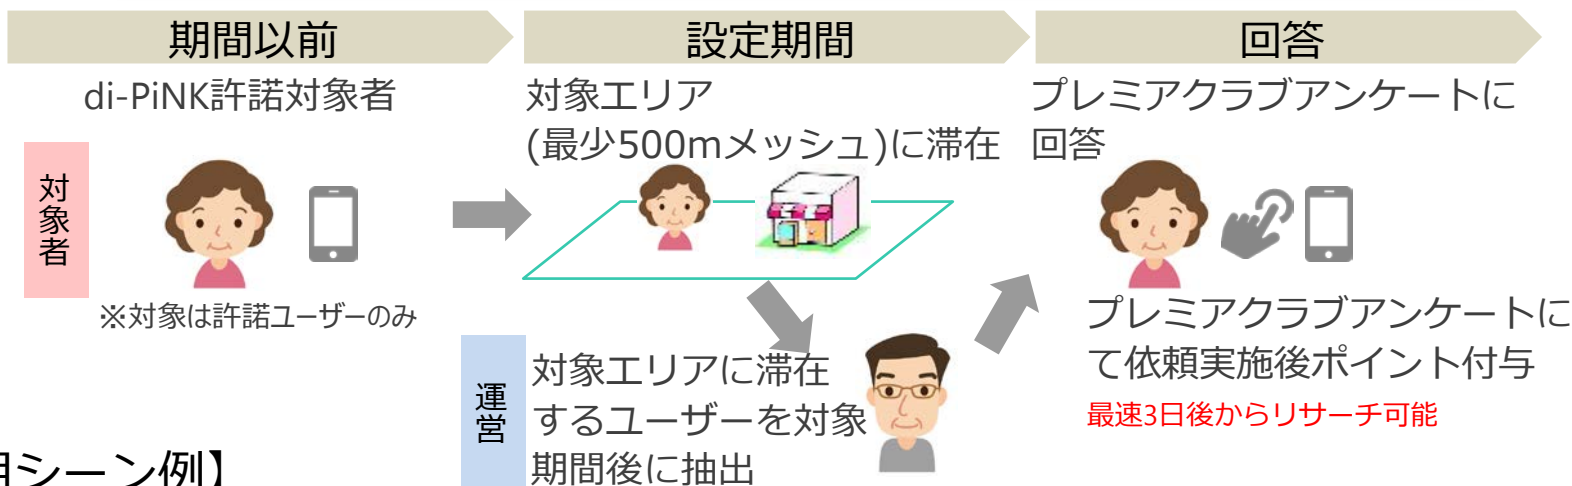 期間以前
設定期間
回答
di-PiNK許諾対象者
対象エリア
(最少500mメッシュ)に滞在
プレミアクラブアンケートに
回答
対象者
※対象は許諾ユーザーのみ
運営
対象エリアに滞在
するユーザーを対象
期間後に抽出
プレミアクラブアンケートに
て依頼実施後ポイント付与
最速3日後からリサーチ可能
シーン例】